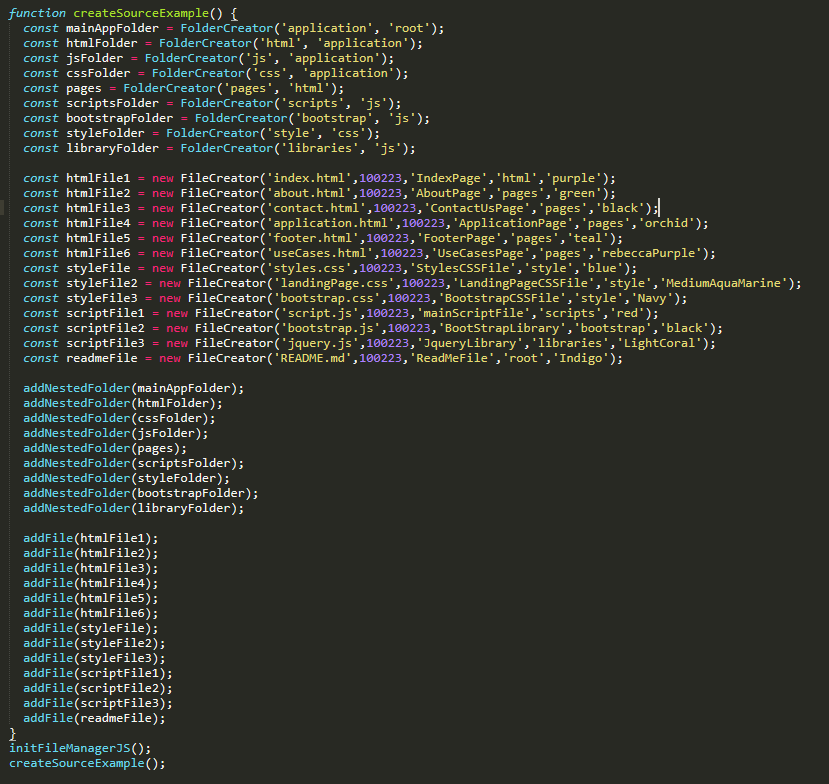 function createSourceExample() {
  const mainAppFolder = FolderCreator('application', 'root');
  const htmlFolder = FolderCreator('html', 'application');
  const jsFolder = FolderCreator('js', 'application');
  const cssFolder = FolderCreator('css', 'application');
  const pages = FolderCreator('pages', 'html');
  const scriptsFolder = FolderCreator('scripts', 'js');
  const bootstrapFolder = FolderCreator('bootstrap', 'js');
  const styleFolder = FolderCreator('style', 'css');
  const libraryFolder = FolderCreator('libraries', 'js');

  const htmlFile1 = new FileCreator('index.html',100223,'IndexPage','html','purple');
  const htmlFile2 = new FileCreator('about.html',100223,'AboutPage','pages','green');
  const htmlFile3 = new FileCreator('contact.html',100223,'ContactUsPage','pages','black');
  const htmlFile4 = new FileCreator('application.html',100223,'ApplicationPage','pages','orchid');
  const htmlFile5 = new FileCreator('footer.html',100223,'FooterPage','pages','teal');
  const htmlFile6 = new FileCreator('useCases.html',100223,'UseCasesPage','pages','rebeccaPurple');
  const styleFile = new FileCreator('styles.css',100223,'StylesCSSFile','style','blue');
  const styleFile2 = new FileCreator('landingPage.css',100223,'LandingPageCSSFile','style','MediumAquaMarine');
  const styleFile3 = new FileCreator('bootstrap.css',100223,'BootstrapCSSFile','style','Navy');
  const scriptFile1 = new FileCreator('script.js',100223,'mainScriptFile','scripts','red');
  const scriptFile2 = new FileCreator('bootstrap.js',100223,'BootStrapLibrary','bootstrap','black');
  const scriptFile3 = new FileCreator('jquery.js',100223,'JqueryLibrary','libraries','LightCoral');
  const readmeFile = new FileCreator('README.md',100223,'ReadMeFile','root','Indigo');

  addNestedFolder(mainAppFolder);
  addNestedFolder(htmlFolder);
  addNestedFolder(cssFolder);
  addNestedFolder(jsFolder);
  addNestedFolder(pages);
  addNestedFolder(scriptsFolder);
  addNestedFolder(styleFolder);
  addNestedFolder(bootstrapFolder);
  addNestedFolder(libraryFolder);

  addFile(htmlFile1);
  addFile(htmlFile2);
  addFile(htmlFile3);
  addFile(htmlFile4);
  addFile(htmlFile5);
  addFile(htmlFile6);
  addFile(styleFile);
  addFile(styleFile2);
  addFile(styleFile3);
  addFile(scriptFile1);
  addFile(scriptFile2);
  addFile(scriptFile3);
  addFile(readmeFile);
}
initFileManagerJS();
createSourceExample();